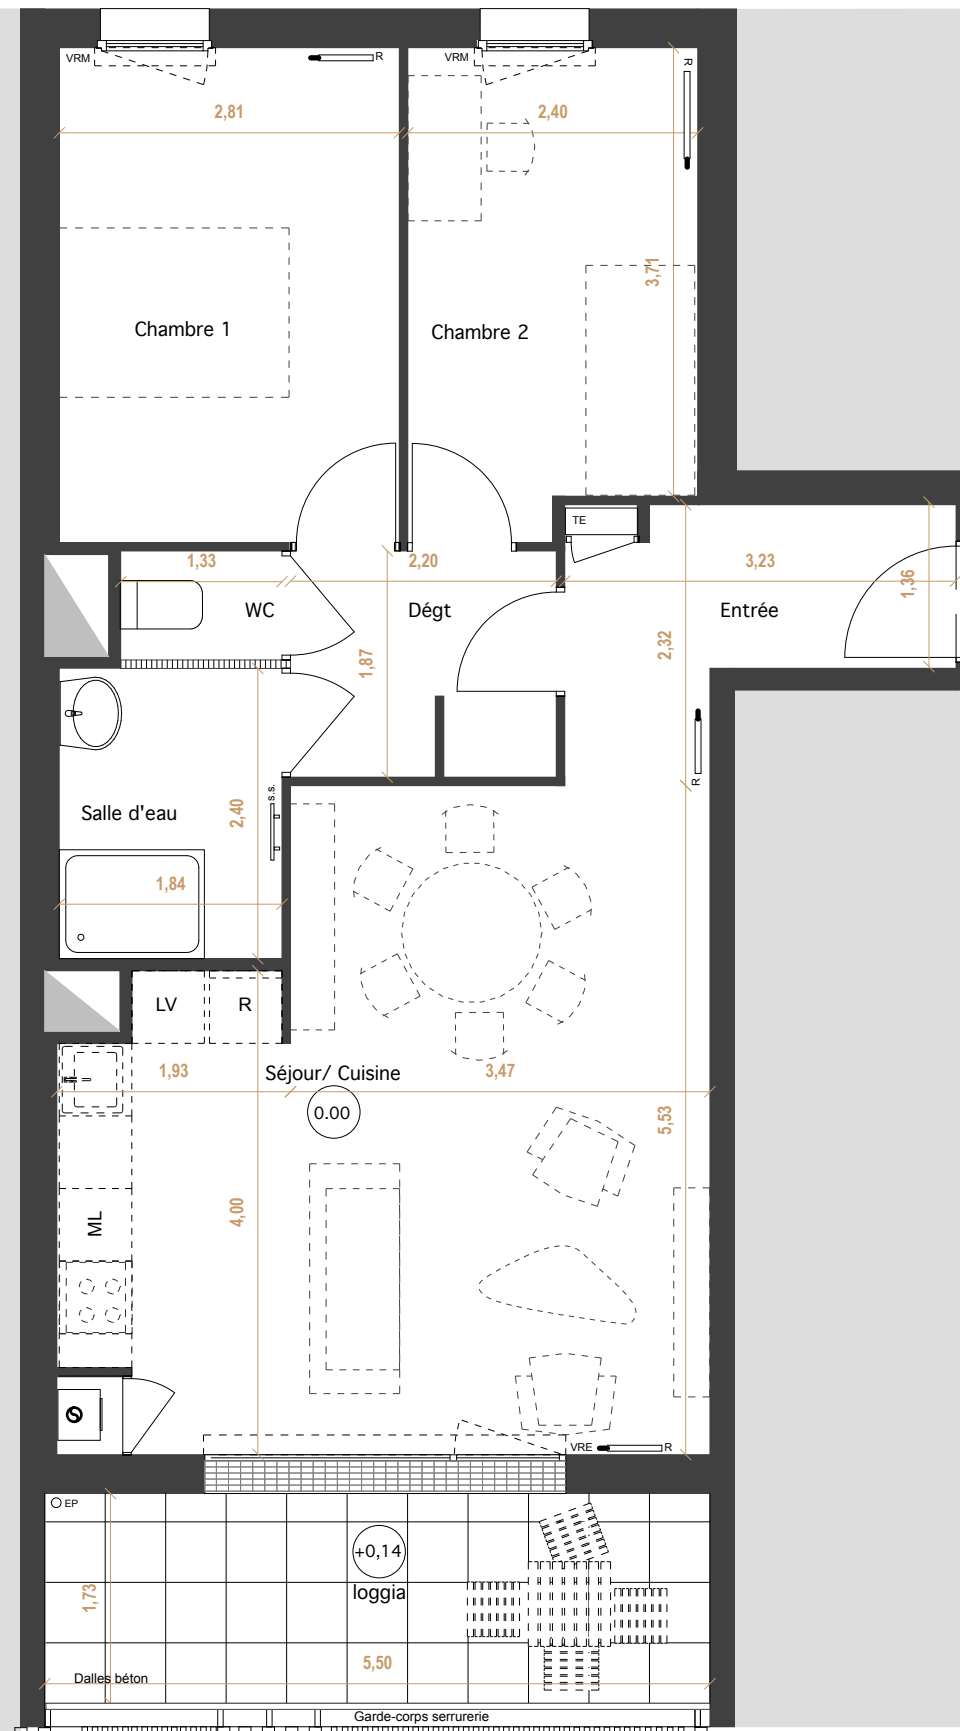 VRM
R
VRM
R
2,81
2,40
3,71
Chambre 1
Chambre 2
TE
1,33
2,20
3,23
1,36
WC
Dégt
Entrée
1,87
2,32
R
s.s.
Salle d'eau
2,40
1,84
LV
R
1,93
Séjour/ Cuisine
3,47
0.00
5,53
4,00
ML
VRE
R
EP
+0,14
loggia
1,73
5,50
Dalles béton
Garde-corps serrurerie